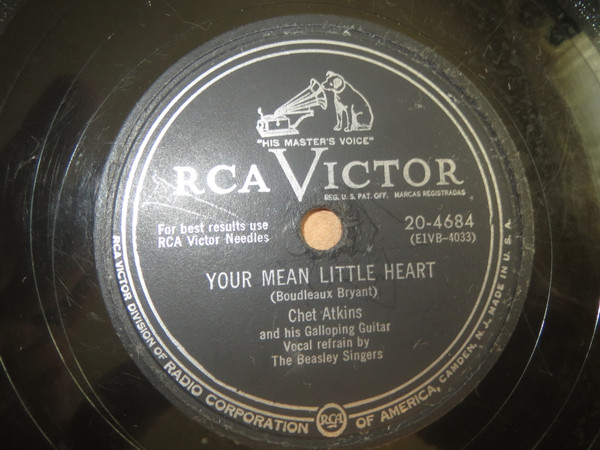 "HIS MASTER'S VOICE"
RCA VICTOR
REG. U.S. PAT. OFF. MARCAS REGISTRADAS
For best results use
RCA Victor Needles
20-4684
(E1VB-4033)
YOUR MEAN LITTLE HEART
(Boudleaux Bryant)
Chet Atkins
and his Galloping Guitar
Vocal refrain by
The Beasley Singers
RCA VICTOR DIVISION OF RADIO CORPORATION RCA OF AMERICA, CAMDEN, N. J. MADE IN U. S. A.